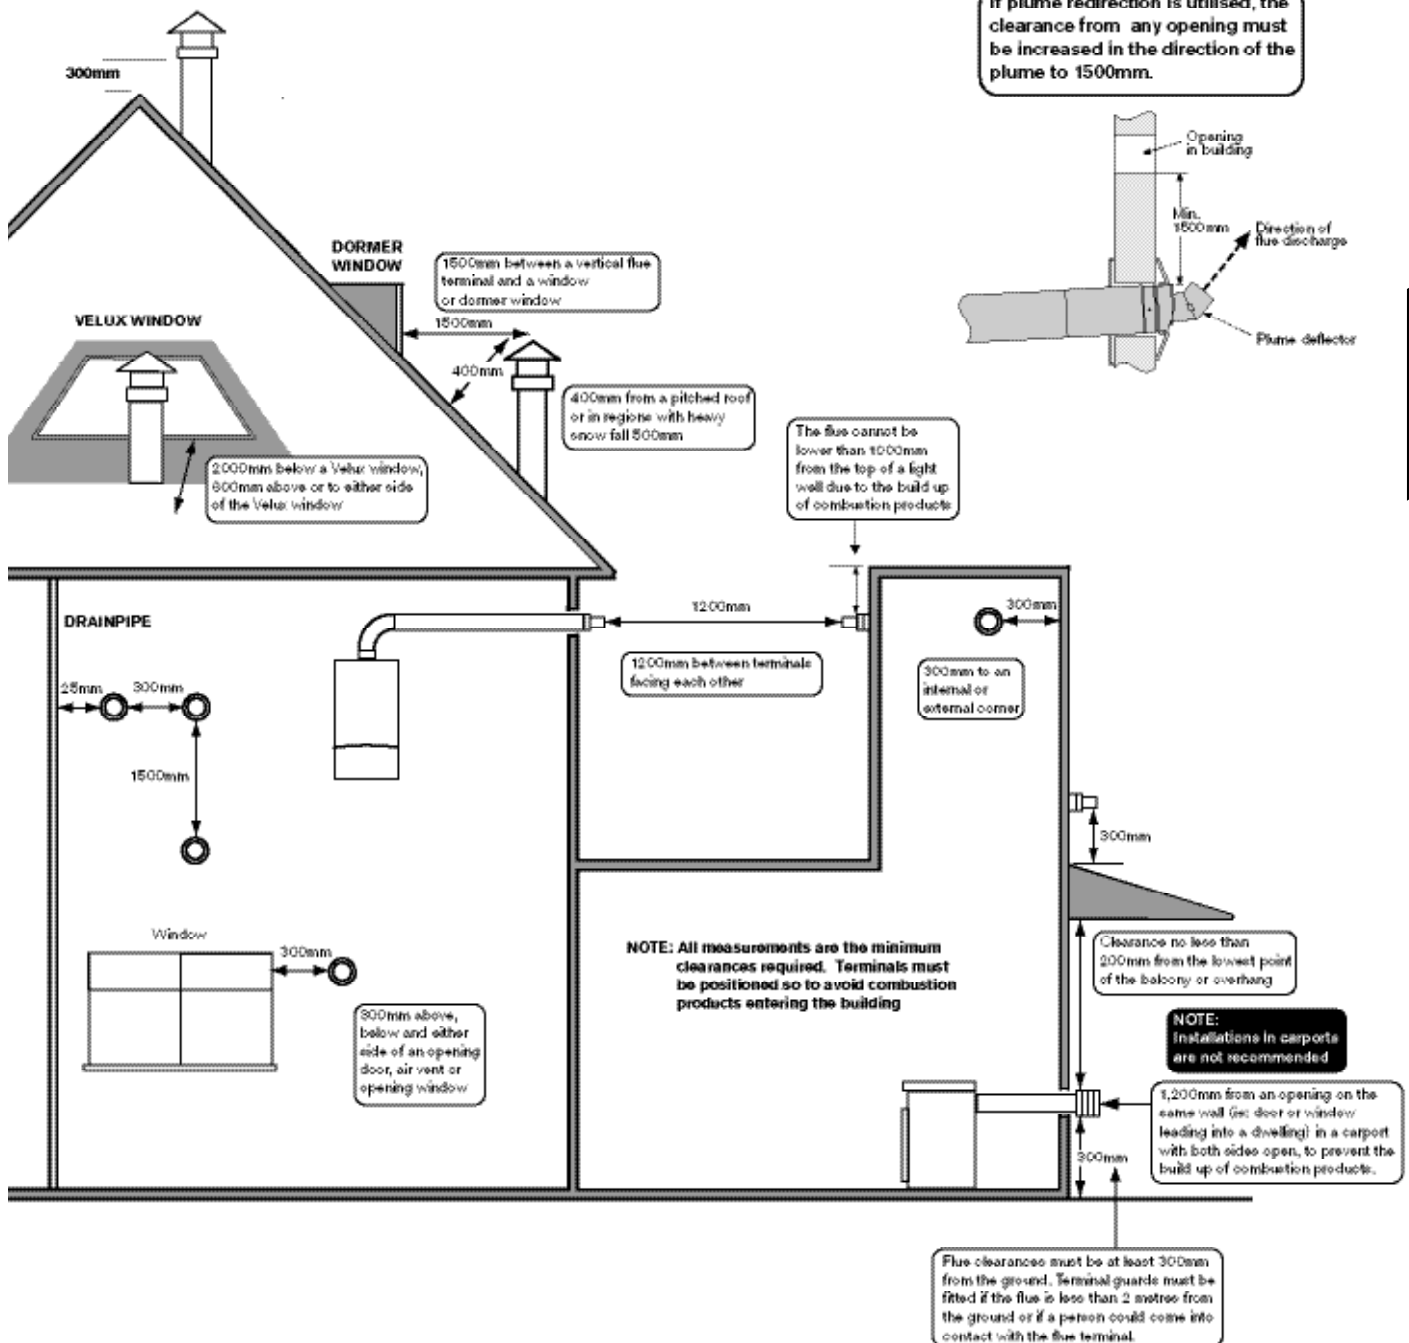 If plume redirection is utilised, the
clearance from any opening must
be increased in the direction of the
plume to 1500mm.
300mm
Opening
in building
Min.
1500mm
Direction of
flue discharge
Plume deflector
DORMER
WINDOW
1500mm between a vertical flue
terminal and a window
or dormer window
1500mm
400mm
VELUX WINDOW
400mm from a pitched roof
or in regions with heavy
snow fall 500mm
2000mm below a Velux window,
600mm above or to either side
of the Velux window
The flue cannot be
lower than 1000mm
from the top of a light
well due to the build up
of combustion products
DRAINPIPE
1200mm
300mm
1200mm between terminals
facing each other
300mm to an
internal or
external corner
25mm
300mm
1500mm
300mm
Window
300mm
300mm above,
below and either
side of an opening
door, air vent or
opening window
NOTE: All measurements are the minimum
clearances required. Terminals must
be positioned so to avoid combustion
products entering the building
Clearance no less than
200mm from the lowest point
of the balcony or overhang
NOTE:
Installations in carports
are not recommended
1,200mm from an opening on the
same wall (ie: door or window
leading into a dwelling) in a carport
with both sides open, to prevent the
build up of combustion products.
300mm
Flue clearances must be at least 300mm
from the ground. Terminal guards must be
fitted if the flue is less than 2 metres from
the ground or if a person could come into
contact with the flue terminal.